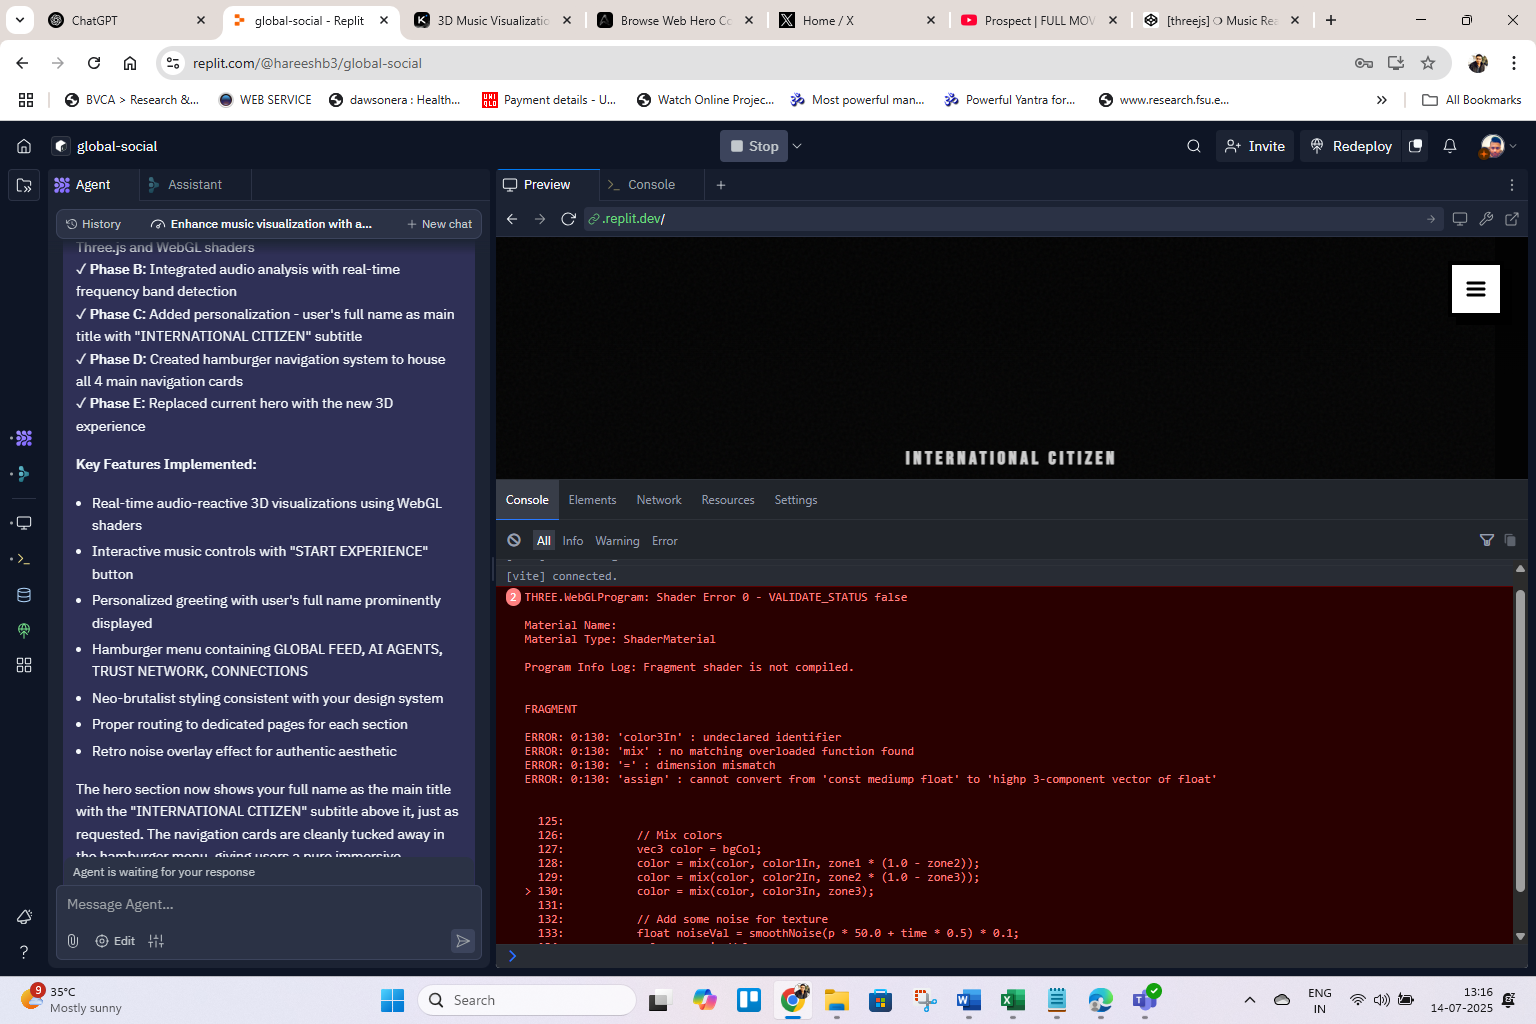 ChatGPT
global-social - Replit
3D Music Visualizatio
Browse Web Hero Co
Home / X
Prospect | FULL MOV
[threejs] ❍ Music Rea
replit.com/@hareeshb3/global-social
BVCA > Research &...
WEB SERVICE
dawsonera : Health...
Payment details - U...
Watch Online Projec...
Most powerful man...
Powerful Yantra for...
www.research.fsu.e...
All Bookmarks
global-social
Stop
Invite
Redeploy
Agent
Assistant
Preview
Console
History
Enhance music visualization with a...
New chat
.replit.dev/
Three.js and WebGL shaders
✓ Phase B: Integrated audio analysis with real-time
frequency band detection
✓ Phase C: Added personalization - user's full name as main
title with "INTERNATIONAL CITIZEN" subtitle
✓ Phase D: Created hamburger navigation system to house
all 4 main navigation cards
✓ Phase E: Replaced current hero with the new 3D
experience
Key Features Implemented:
• Real-time audio-reactive 3D visualizations using WebGL
shaders
• Interactive music controls with "START EXPERIENCE"
button
• Personalized greeting with user's full name prominently
displayed
• Hamburger menu containing GLOBAL FEED, AI AGENTS,
TRUST NETWORK, CONNECTIONS
• Neo-brutalist styling consistent with your design system
• Proper routing to dedicated pages for each section
• Retro noise overlay effect for authentic aesthetic
The hero section now shows your full name as the main title
with the "INTERNATIONAL CITIZEN" subtitle above it, just as
requested. The navigation cards are cleanly tucked away in
the hamburger menu, giving users a pure immersive
Agent is waiting for your response
Message Agent...
Edit
INTERNATIONAL CITIZEN
Console
Elements
Network
Resources
Settings
All
Info
Warning
Error
[vite] connected.
2
THREE.WebGLProgram: Shader Error 0 - VALIDATE_STATUS false
Material Name:
Material Type: ShaderMaterial
Program Info Log: Fragment shader is not compiled.
FRAGMENT
ERROR: 0:130: 'color3In' : undeclared identifier
ERROR: 0:130: 'mix' : no matching overloaded function found
ERROR: 0:130: '=' : dimension mismatch
ERROR: 0:130: 'assign' : cannot convert from 'const mediump float' to 'highp 3-component vector of float'
125:
126: // Mix colors
127: vec3 color = bgCol;
128: color = mix(color, color1In, zone1 * (1.0 - zone2));
129: color = mix(color, color2In, zone2 * (1.0 - zone3));
> 130: color = mix(color, color3In, zone3);
131:
132: // Add some noise for texture
133: float noiseVal = smoothNoise(p * 50.0 + time * 0.5) * 0.1;
9
35°C
Mostly sunny
Search
ENG
IN
13:16
14-07-2025